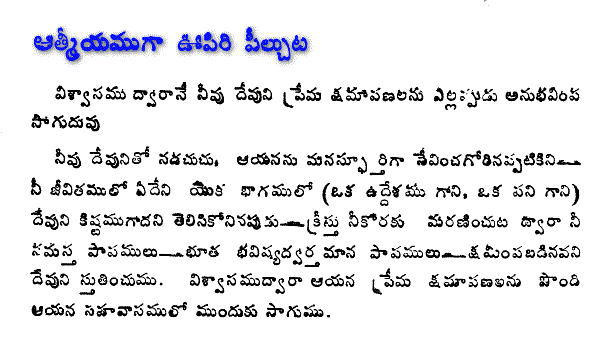 ఆత్మీయముగా ఊపిరి పీల్చుట
విశ్వాసము ద్వారానే నీవు దేవుని ప్రేమ క్షమాపణలను ఎల్లప్పుడు అనుభవింప
సాగుదువు
నీవు దేవునితో నడచుచు, ఆయనను మనస్ఫూర్తిగా సేవించగోరినప్పటికిని—
నీ జీవితములో ఏదేని యొక భాగములో (ఒక ఉద్దేశము గాని, ఒక పని గాని)
దేవుని కిష్టముగాదని తెలిసికోనినపుడు—క్రీస్తు నీకోరకు మరణించుట ద్వారా నీ
సమస్త పాపములు—భూత భవిష్యద్వర్తమాన పాపములు—క్షమింపబడినవని
దేవుని స్తుతించుము. విశ్వాసముద్వారా ఆయన ప్రేమ క్షమాపణఅను పొంది
ఆయన సహవాసములో ముందుకు సాగుము.